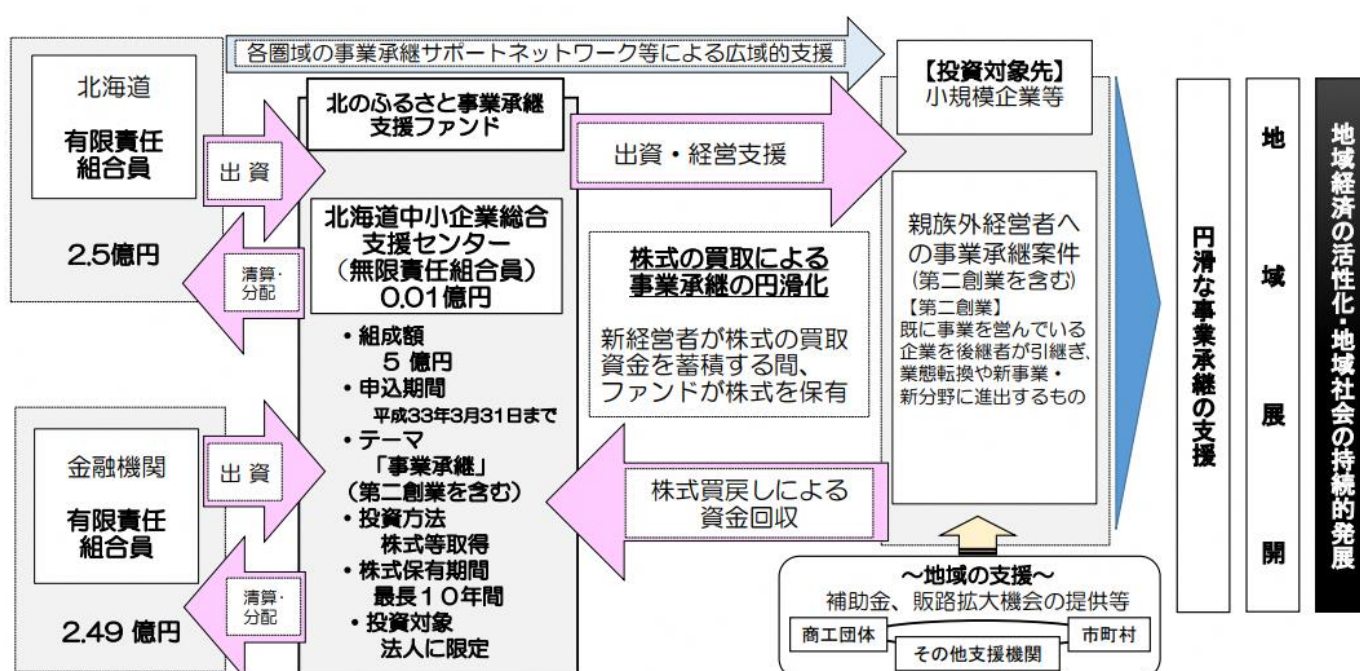 各圏域の事業承継サポートネットワーク等による広域的支援
北海道
有限責任
組合員
2.5億円
出 資
清算・
分配
金融機関
有限責任
組合員
2.49 億円
出 資
清算・
分配
北のふるさと事業承継
支援ファンド
北海道中小企業総合
支援センター
(無限責任組合員)
0.01億円
・組成額
5 億円
・申込期間
平成33年3月31日まで
・テーマ
「事業承継」
(第二創業を含む)
・投資方法
株式等取得
・株式保有期間
最長10年間
・投資対象
法人に限定
出資・経営支援
株式の買取による
事業承継の円滑化
新経営者が株式の買取
資金を蓄積する間、
ファンドが株式を保有
株式買戻しによる
資金回収
【投資対象先】
小規模企業等
親族外経営者へ
の事業承継案件
(第二創業を含む)
【第二創業】
既に事業を営んでいる
企業を後継者が引継ぎ、
業態転換や新事業・
新分野に進出するもの
~地域の支援~
補助金、販路拡大機会の提供等
商工団体
市町村
その他支援機関
円滑な事業承継の支援
地域展開
地域経済の活性化・地域社会の持続的発展